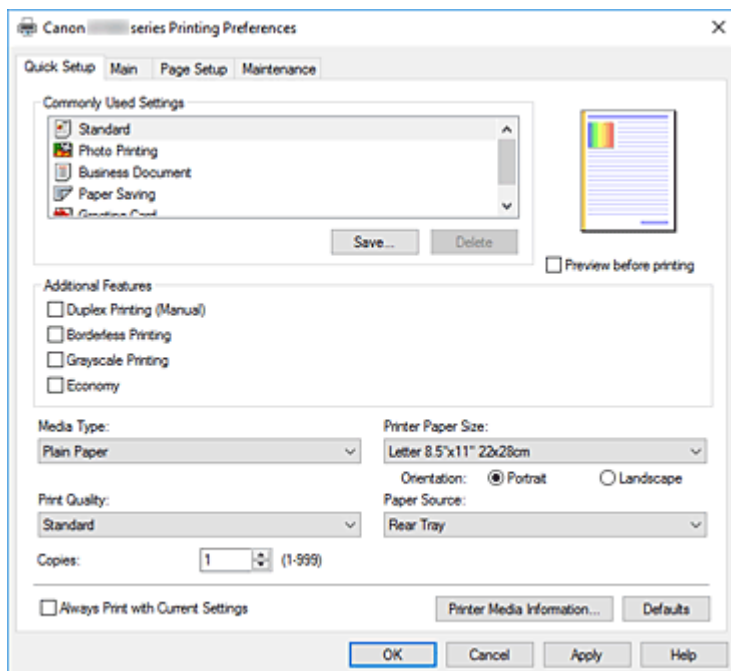 Canon series Printing Preferences
Quick Setup Main Page Setup Maintenance
Commonly Used Settings
Standard
Photo Printing
Business Document
Paper Saving
Greeting Card
Save... Delete
Preview before printing
Additional Features
Duplex Printing (Manual)
Borderless Printing
Grayscale Printing
Economy
Media Type: Printer Paper Size:
Plain Paper Letter 8.5"x11" 22x28cm
Orientation: Portrait Landscape
Print Quality: Paper Source:
Standard Rear Tray
Copies: 1 (1-999)
Always Print with Current Settings Printer Media Information... Defaults
OK Cancel Apply Help